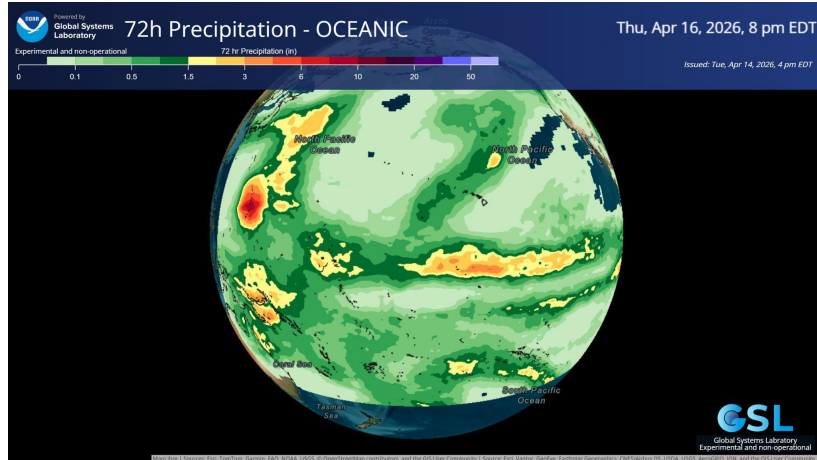 NOAA
Powered by
Global Systems
Laboratory
72h Precipitation - OCEANIC
Thu, Apr 16, 2026, 8 pm EDT
Experimental and non-operational
72 hr Precipitation (in)
Issued: Tue, Apr 14, 2026, 4 pm EDT
0 0.1 0.5 1.5 3 6 10 20 50
Arctic
Ocean
North Pacific
Ocean
North Pacific
Ocean
Coral Sea
South Pacific
Ocean
Tasman
Sea
GSL
Global Systems Labratory
Experimental and non-operational